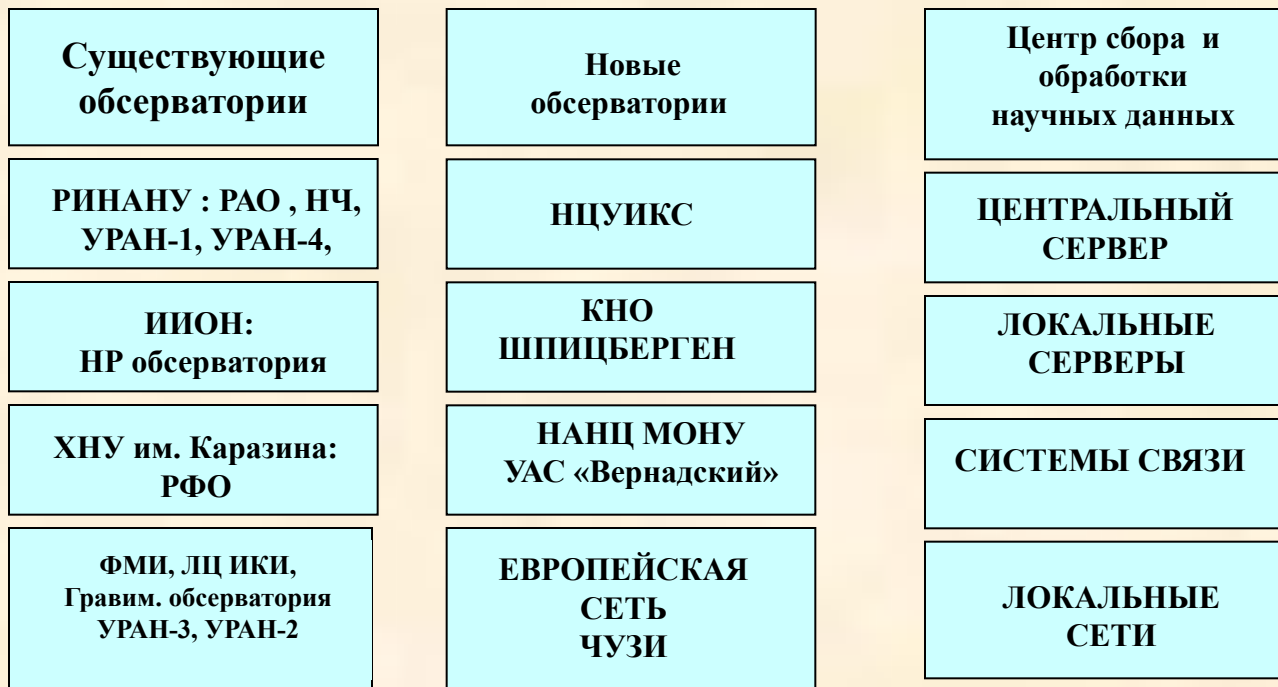 Существующие
обсерватории
РИНАНУ : РАО , НЧ,
УРАН-1, УРАН-4,
ИИОН:
НР обсерватория
ХНУ им. Каразина:
РФО
ФМИ, ЛЦ ИКИ,
Гравим. обсерватория
УРАН-3, УРАН-2
Новые
обсерватории
НЦУИКС
КНО
ШПИЦБЕРГЕН
НАНЦ МОНУ
УАС «Вернадский»
ЕВРОПЕЙСКАЯ
СЕТЬ
ЧУЗИ
Центр сбора и
обработки
научных данных
ЦЕНТРАЛЬНЫЙ
СЕРВЕР
ЛОКАЛЬНЫЕ
СЕРВЕРЫ
СИСТЕМЫ СВЯЗИ
ЛОКАЛЬНЫЕ
СЕТИ